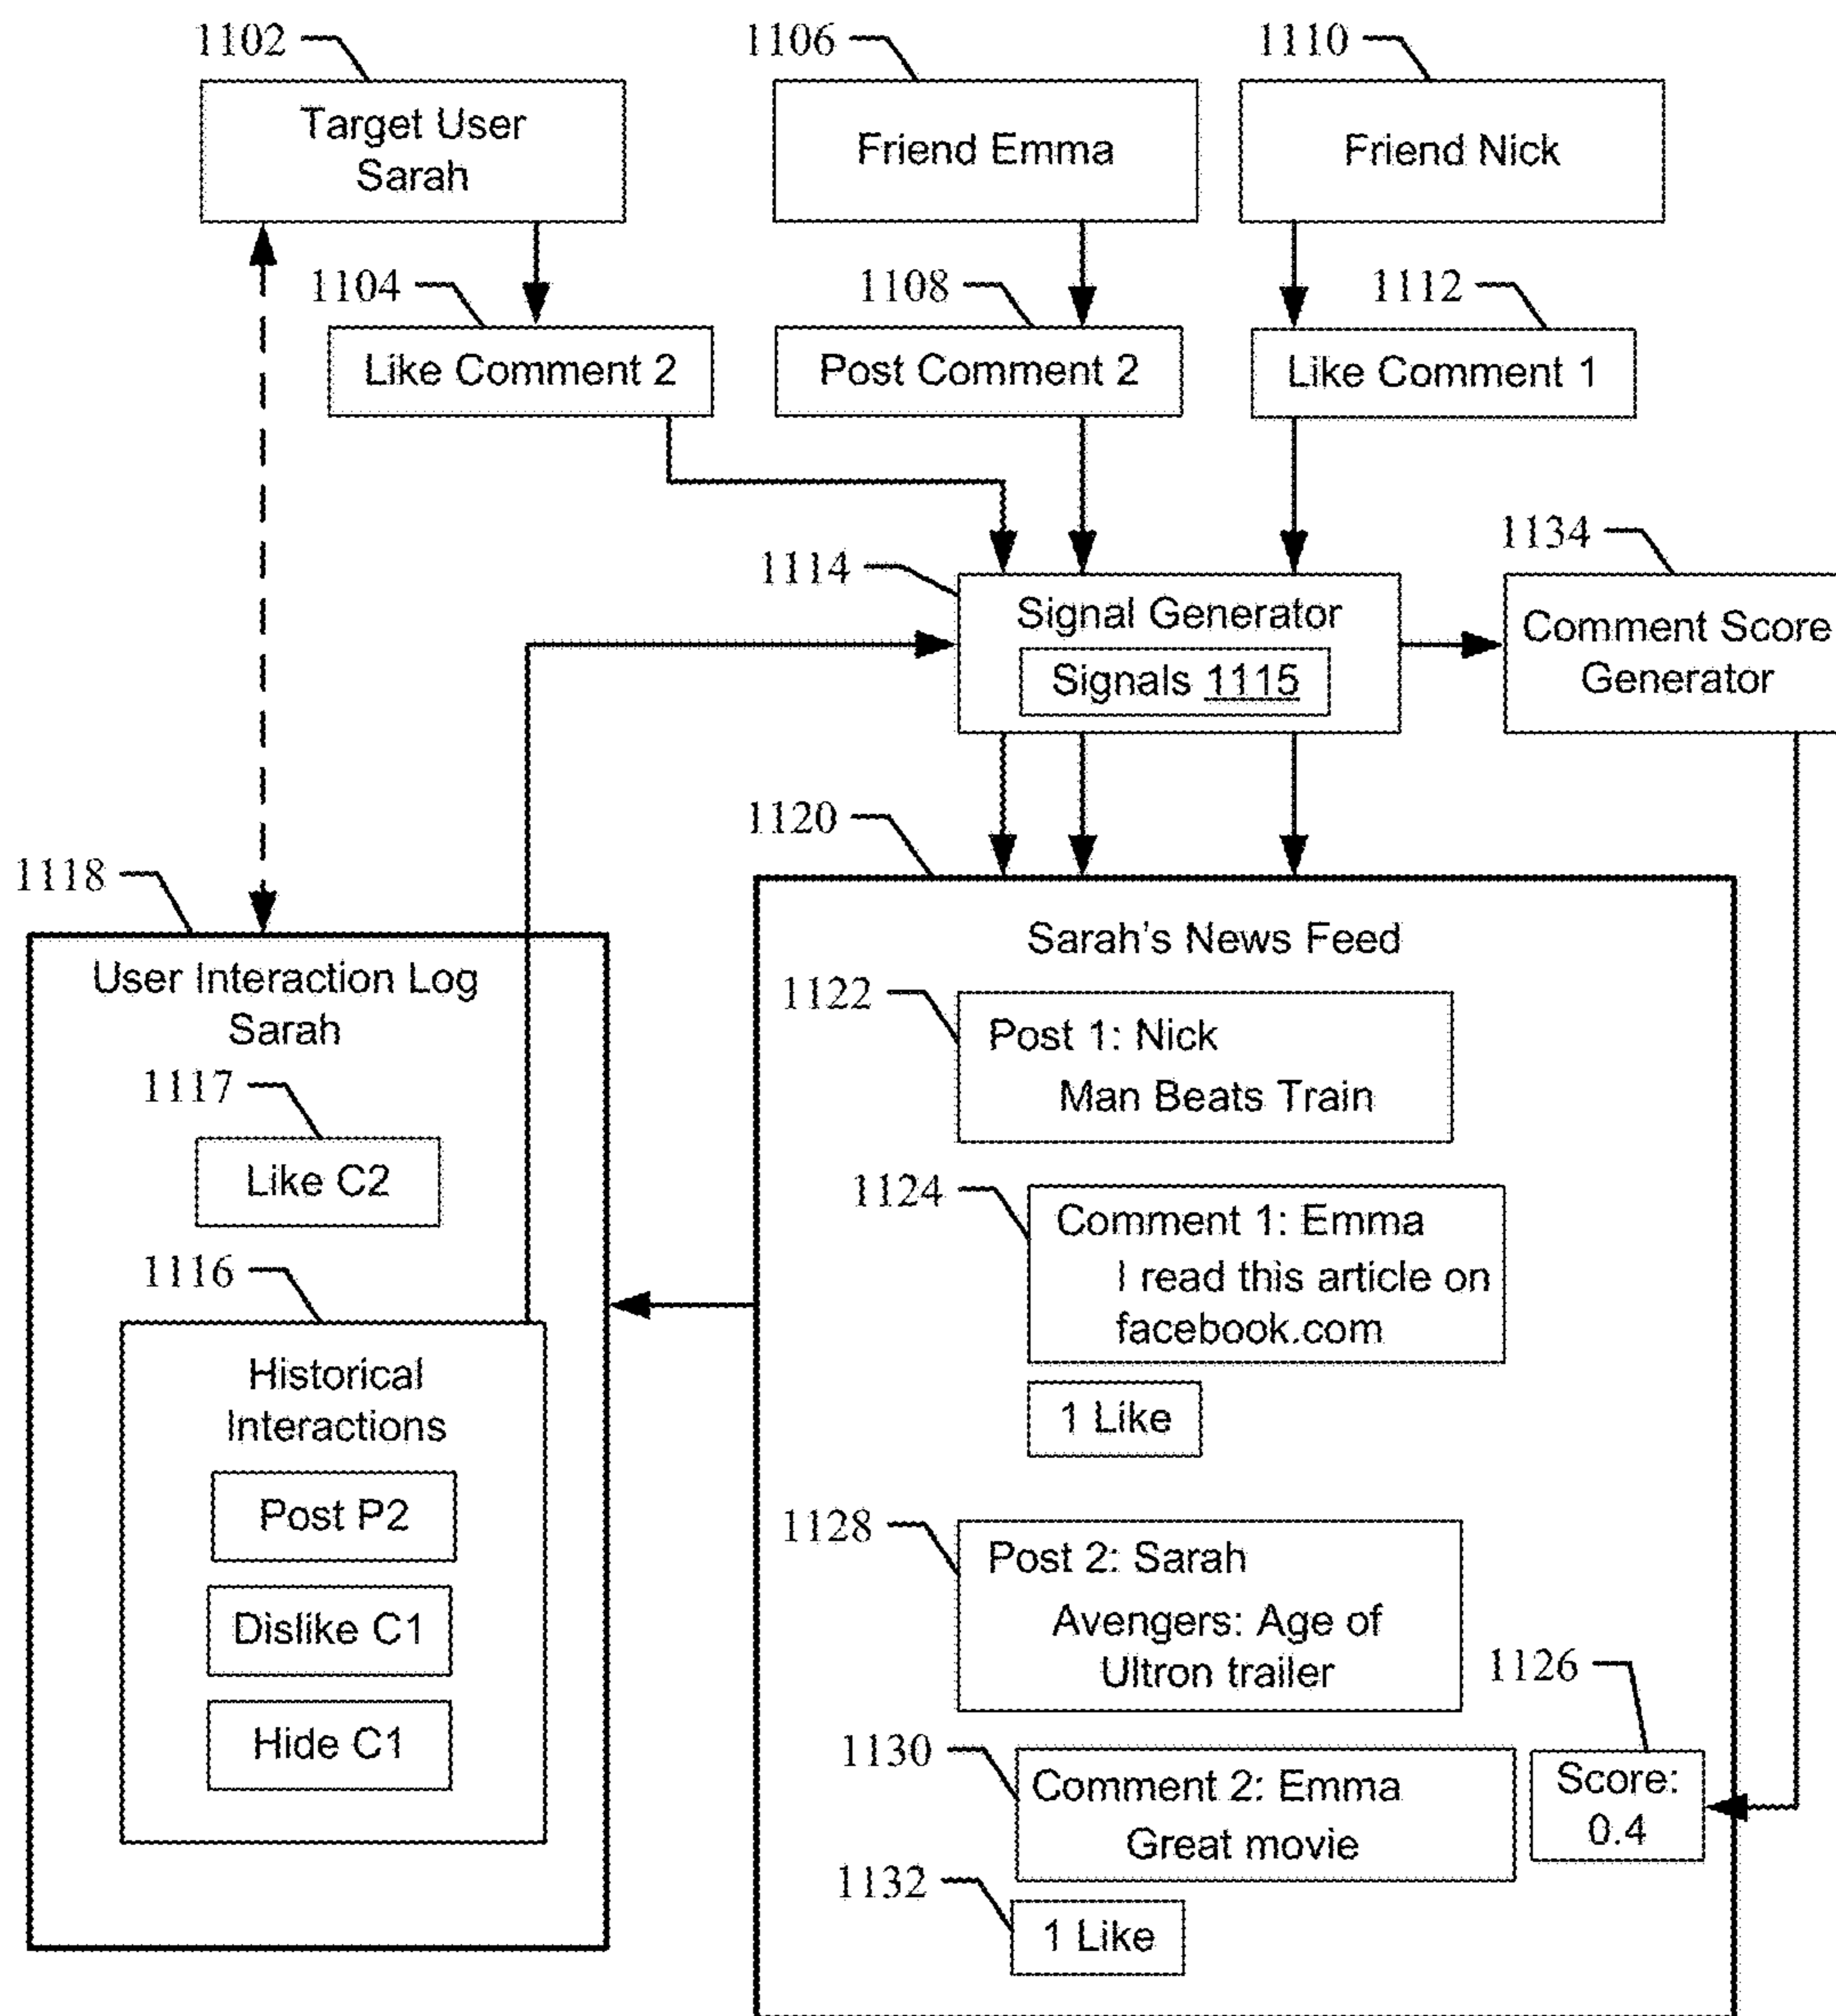 1102
1106
1110
Target User
Sarah
Friend Emma
Friend Nick
1104
1108
1112
Like Comment 2
Post Comment 2
Like Comment 1
1134
1114
Signal Generator
Signals 1115
Comment Score
Generator
1120
1118
Sarah's News Feed
User Interaction Log
Sarah
1122
Post 1: Nick
Man Beats Train
1117
Like C2
1124
Comment 1: Emma
I read this article on
facebook.com
1116
1 Like
Historical
Interactions
Post P2
Dislike C1
Hide C1
1128
Post 2: Sarah
Avengers: Age of
Ultron trailer
1126
1130
Comment 2: Emma
Great movie
Score:
0.4
1132
1 Like